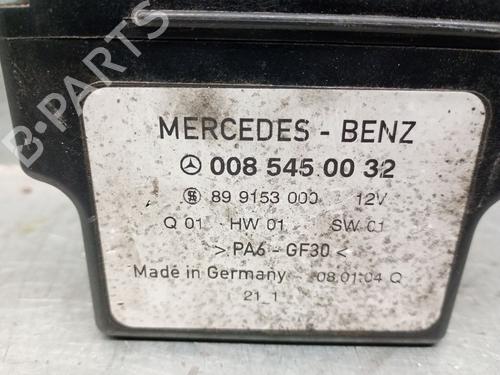 B-PARTS
MERCEDES - BENZ
008 545 00 32
89 9153 000 12V
Q 01 HW 01 SW 01
>PA6 - GF30<
Made in Germany 08.01.04 Q
21 1